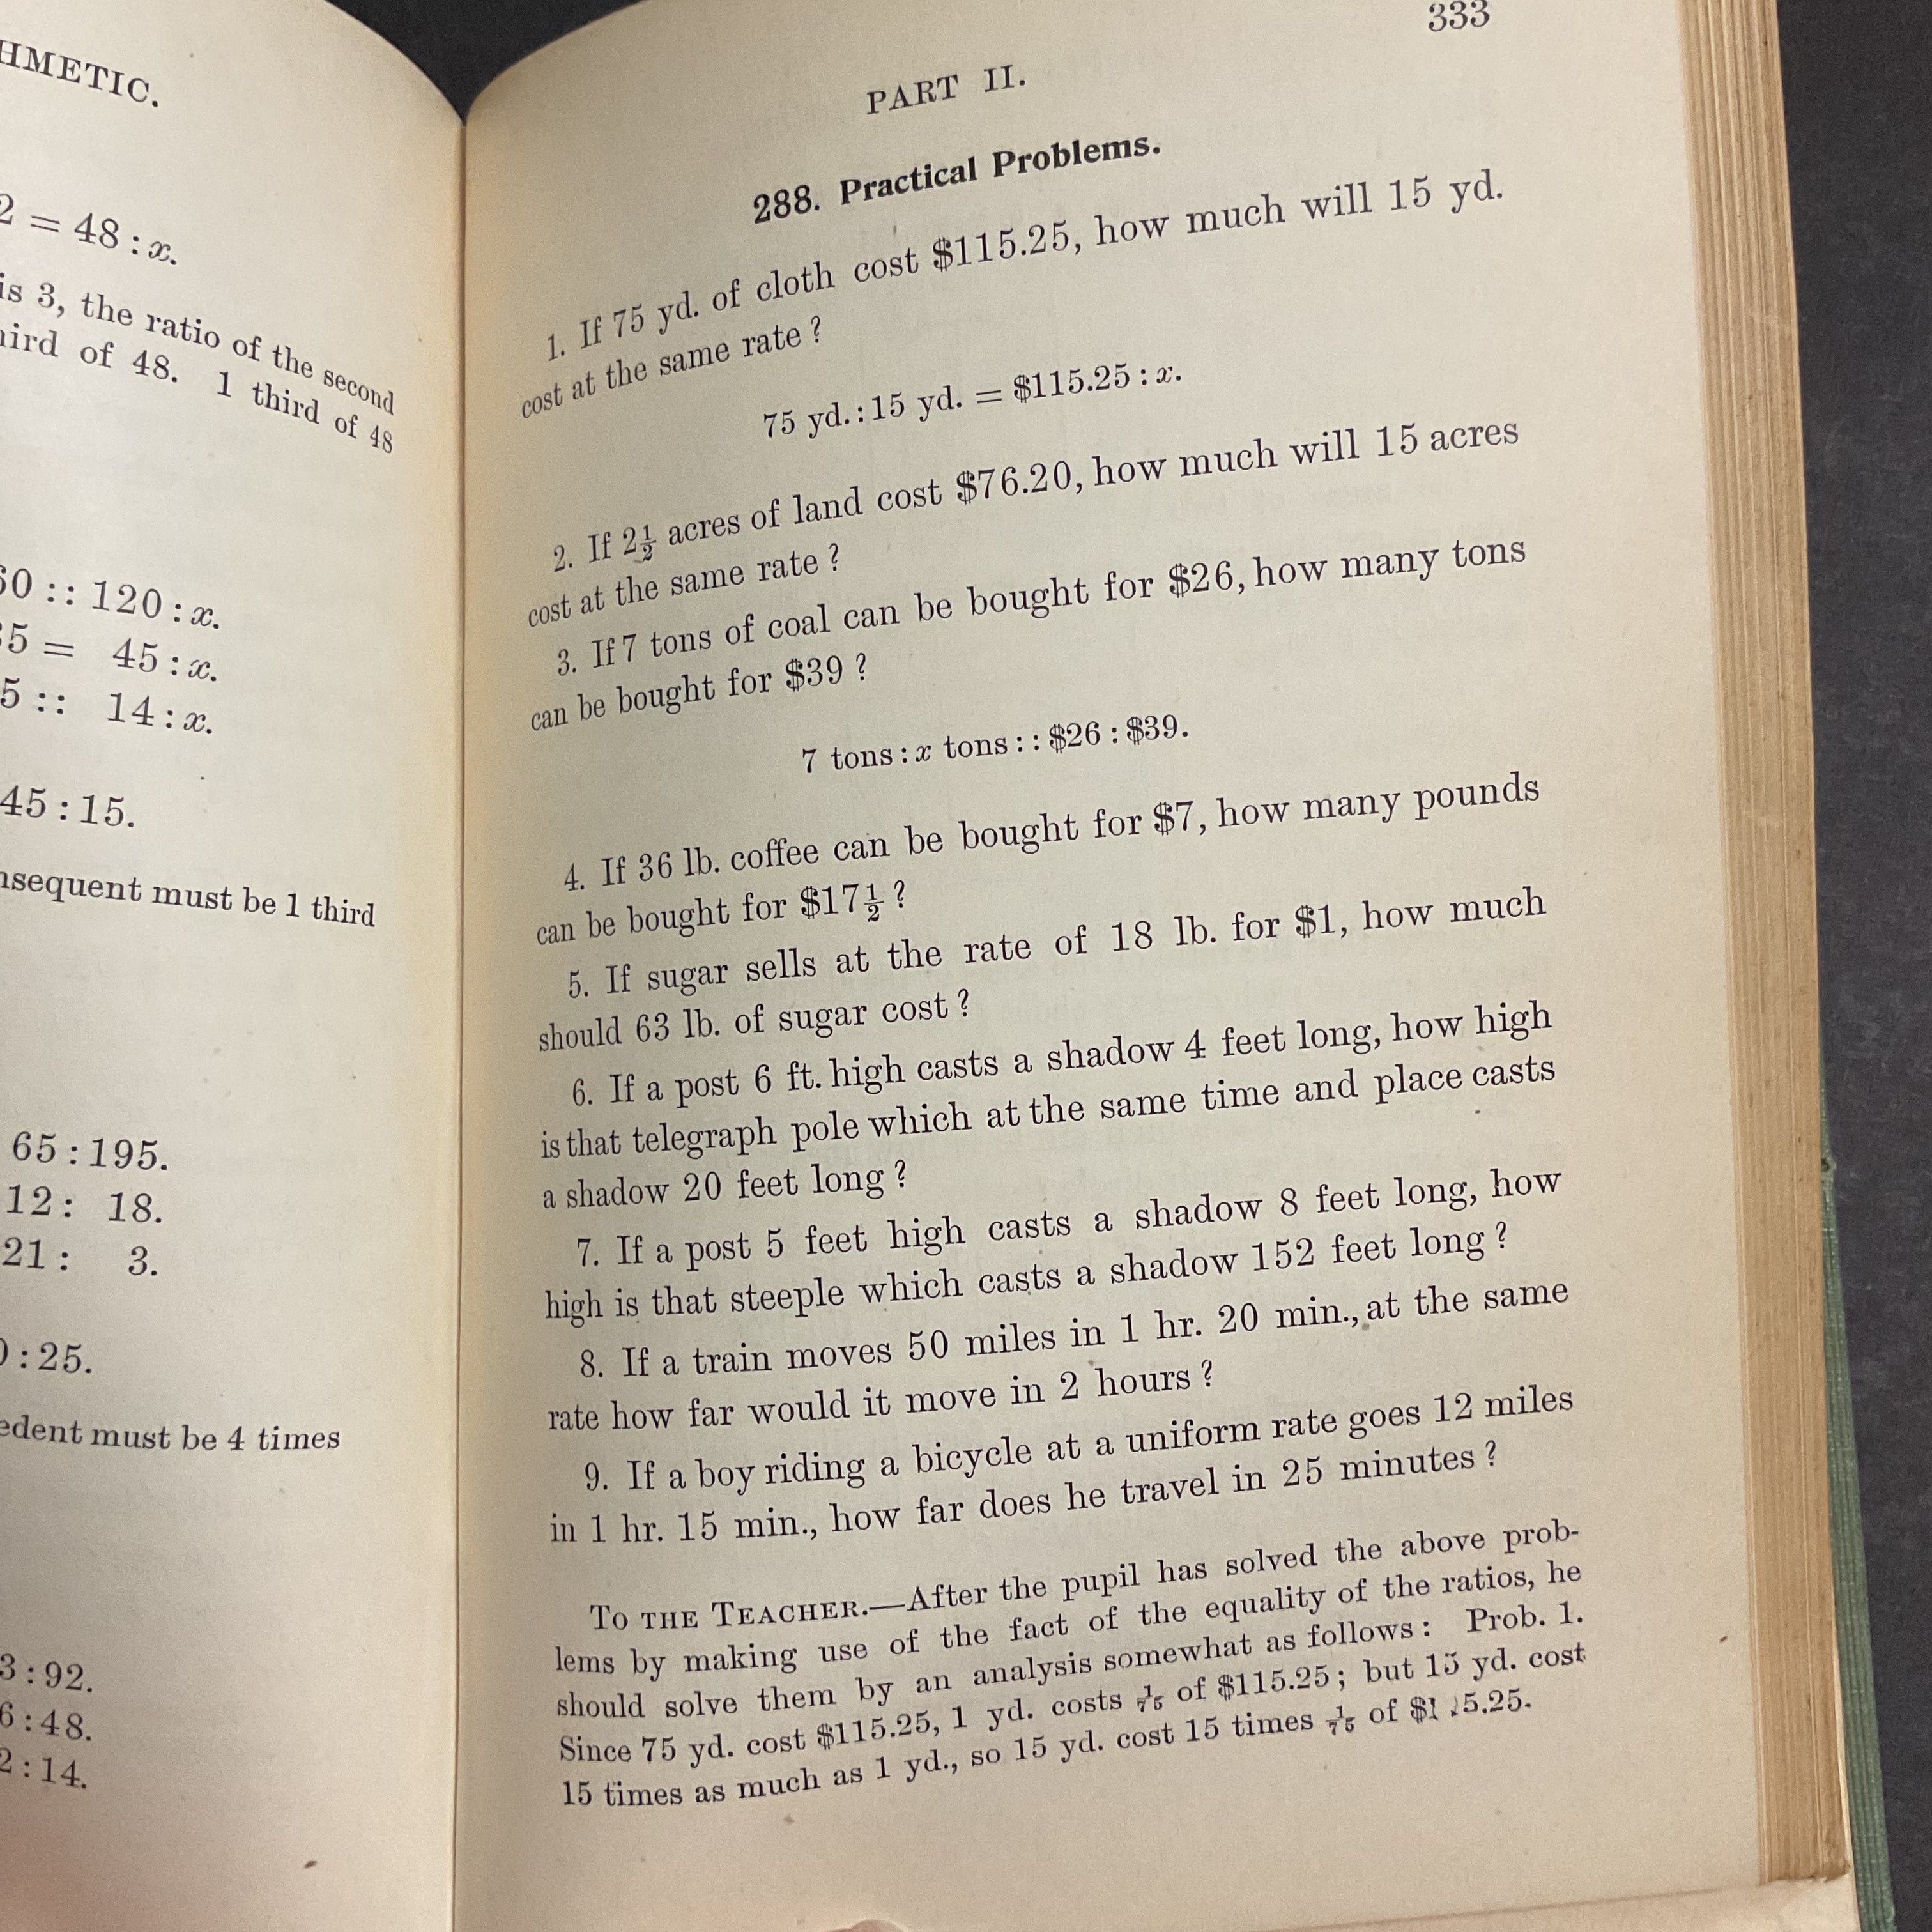 HMETIC.
2 = 48 : x.
is 3, the ratio of the second
hird of 48. 1 third of 48
60 : : 120 : x.
35 = 45 : x.
5 : : 14 : x.
45 : 15.
nsequent must be 1 third
65 : 195.
12 : 18.
21 : 3.
0 : 25.
edent must be 4 times
3 : 92.
6 : 48.
2 : 14.
333
PART II.
288. Practical Problems.
1. If 75 yd. of cloth cost $115.25, how much will 15 yd.
cost at the same rate ?
75 yd. : 15 yd. = $115.25 : x.
2. If 2½ acres of land cost $76.20, how much will 15 acres
cost at the same rate ?
3. If 7 tons of coal can be bought for $26, how many tons
can be bought for $39 ?
7 tons : x tons : : $26 : $39.
4. If 36 lb. coffee can be bought for $7, how many pounds
can be bought for $17½ ?
5. If sugar sells at the rate of 18 lb. for $1, how much
should 63 lb. of sugar cost ?
6. If a post 6 ft. high casts a shadow 4 feet long, how high
is that telegraph pole which at the same time and place casts
a shadow 20 feet long ?
7. If a post 5 feet high casts a shadow 8 feet long, how
high is that steeple which casts a shadow 152 feet long ?
8. If a train moves 50 miles in 1 hr. 20 min., at the same
rate how far would it move in 2 hours ?
9. If a boy riding a bicycle at a uniform rate goes 12 miles
in 1 hr. 15 min., how far does he travel in 25 minutes ?
TO THE TEACHER.—After the pupil has solved the above prob-
lems by making use of the fact of the equality of the ratios, he
should solve them by an analysis somewhat as follows : Prob. 1.
Since 75 yd. cost $115.25, 1 yd. costs 1/75 of $115.25 ; but 15 yd. cost
15 times as much as 1 yd., so 15 yd. cost 15 times 1/75 of $115.25.